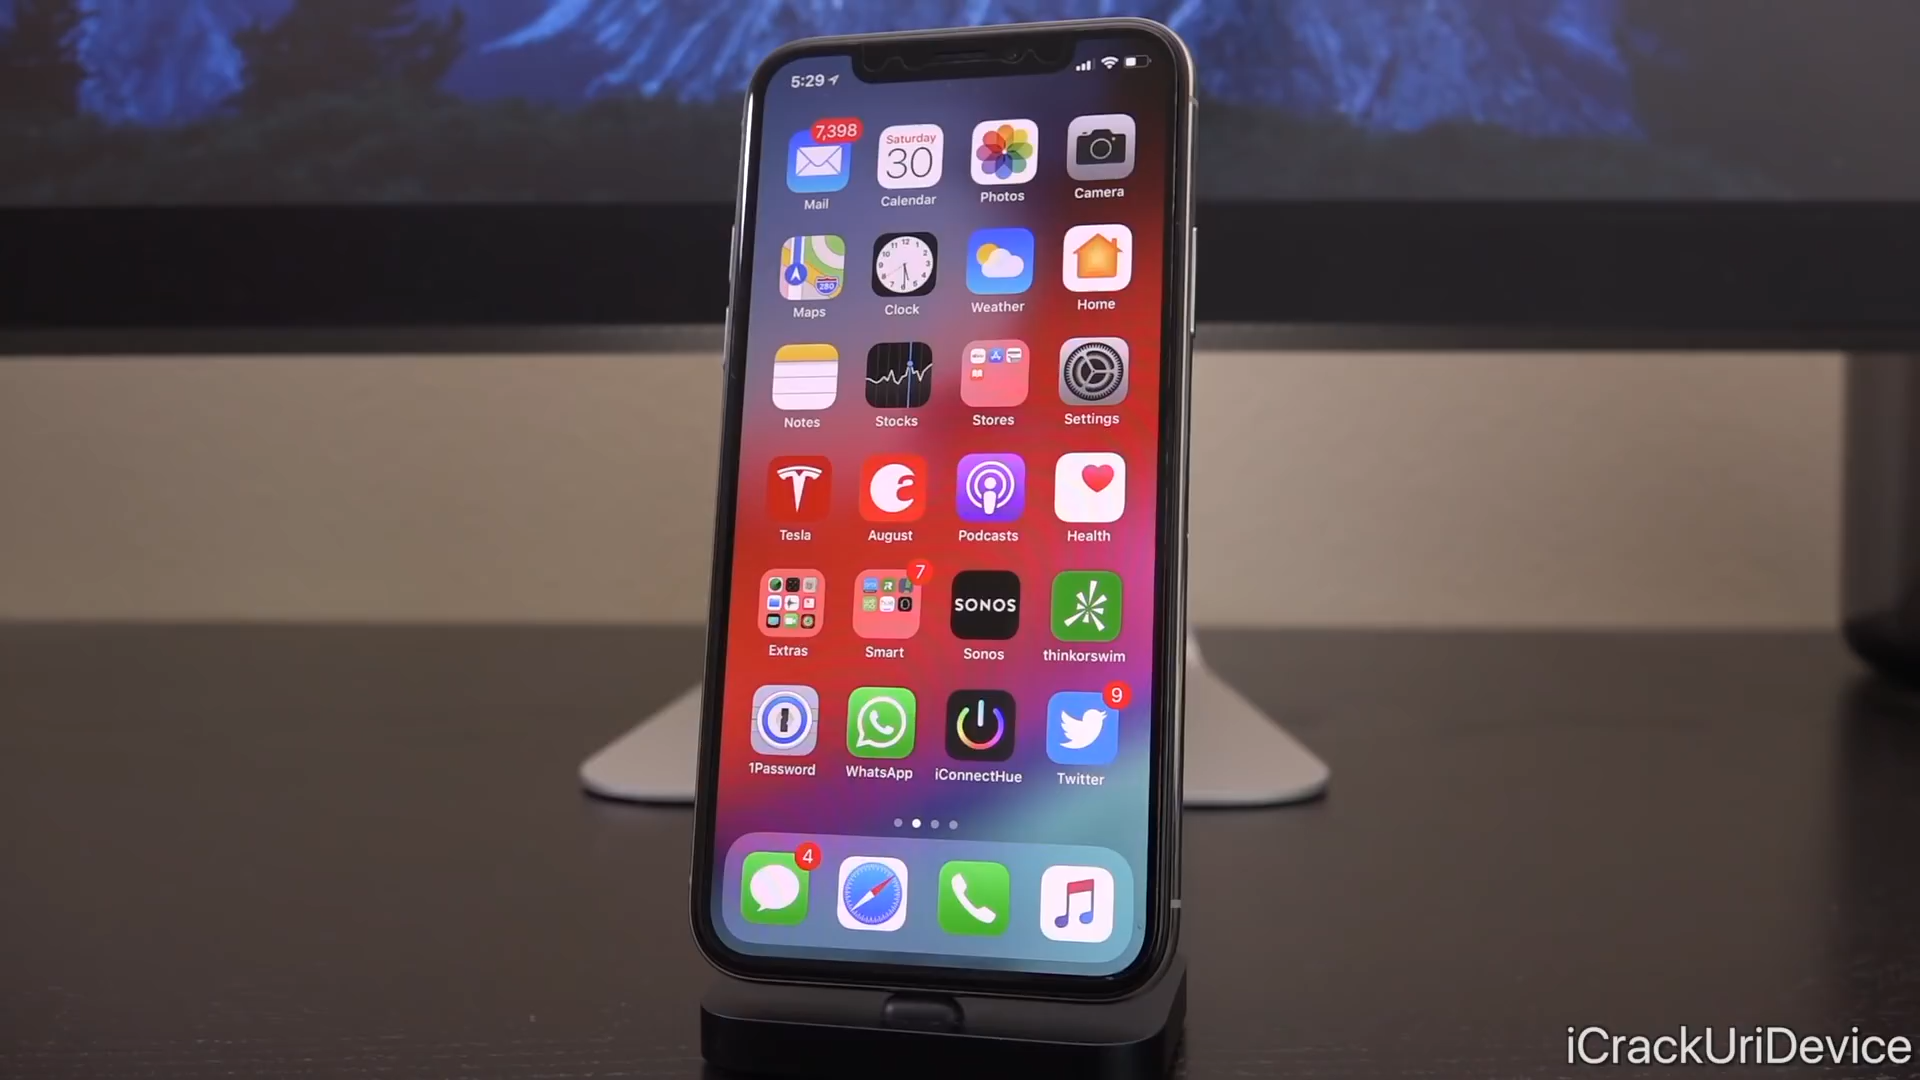 5:29
7,398
Saturday
30
Mail
Calendar
Photos
Camera
280
Maps
Clock
Weather
Home
Notes
Stocks
Stores
Settings
Tesla
August
Podcasts
Health
7
SONOS
Extras
Smart
Sonos
thinkorswim
9
1Password
WhatsApp
iConnectHue
Twitter
4
iCrackUriDevice